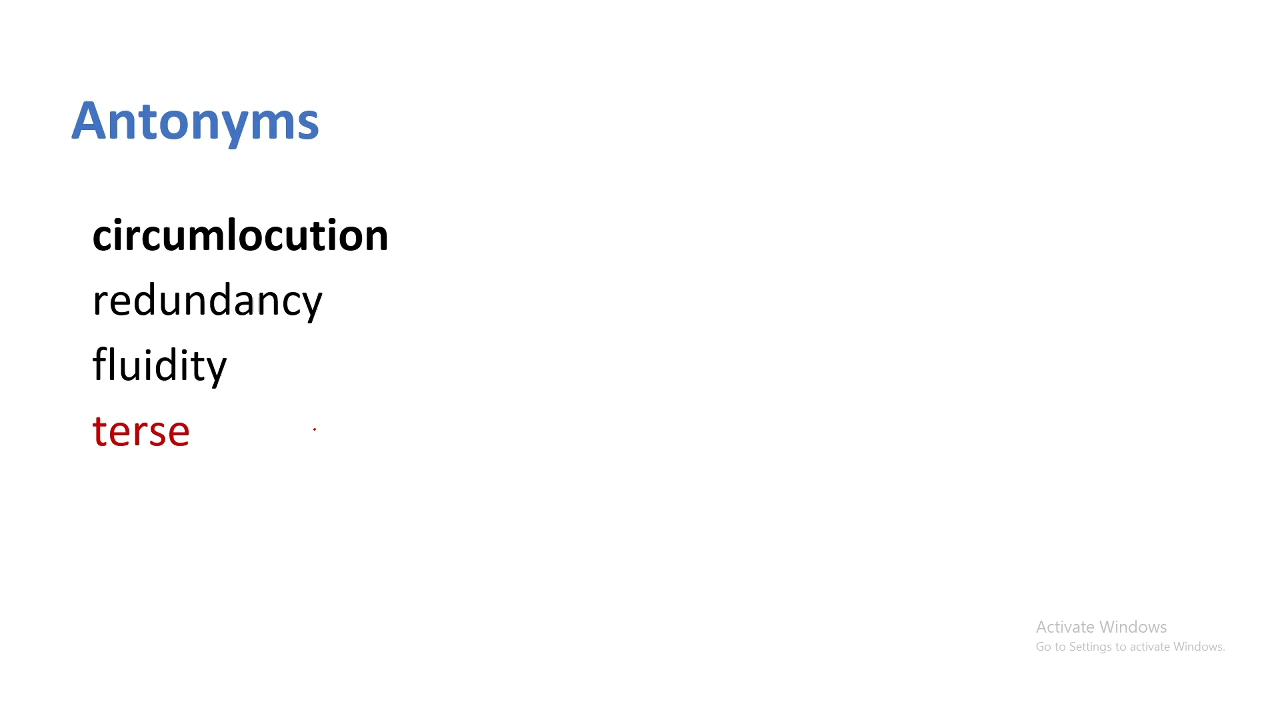 Antonyms
circumlocution
redundancy
fluidity
terse
Activate Windows
Go to Settings to activate Windows.